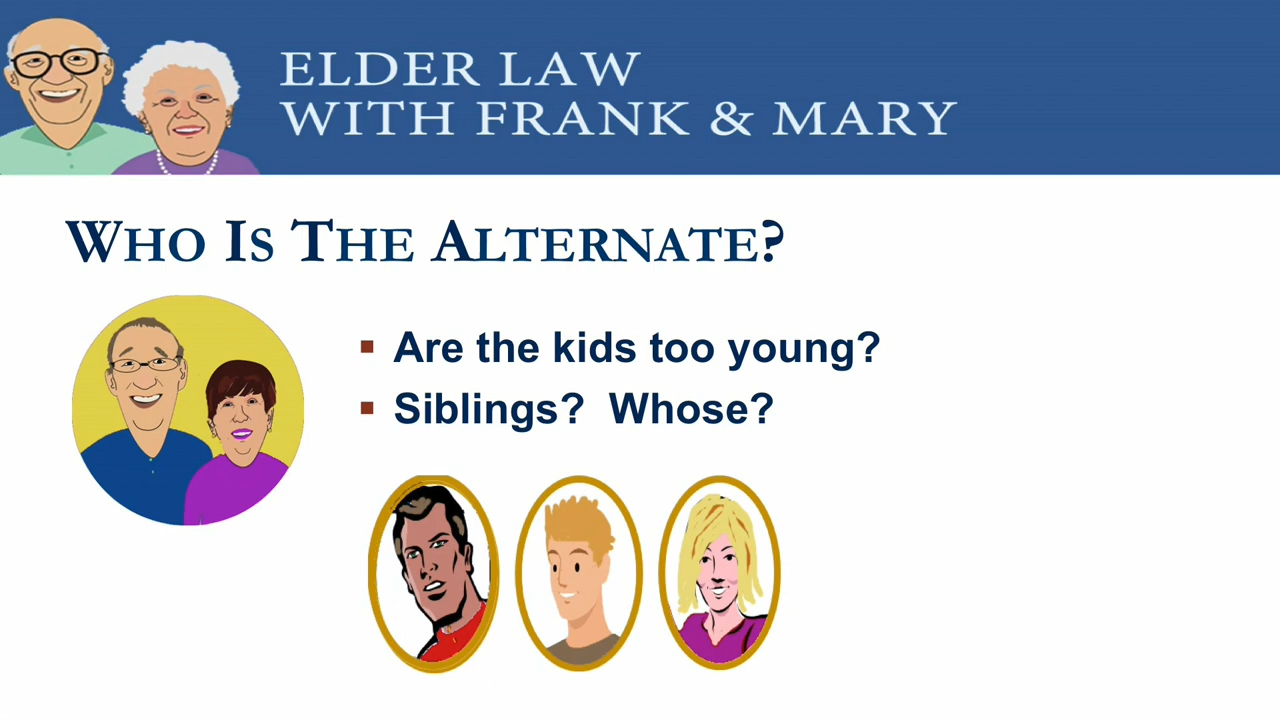 ELDER LAW
WITH FRANK & MARY
WHO IS THE ALTERNATE?
Are the kids too young?
Siblings? Whose?